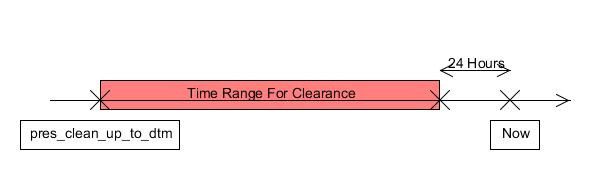 24 Hours
Time Range For Clearance
pres_clean_up_to_dtm
Now